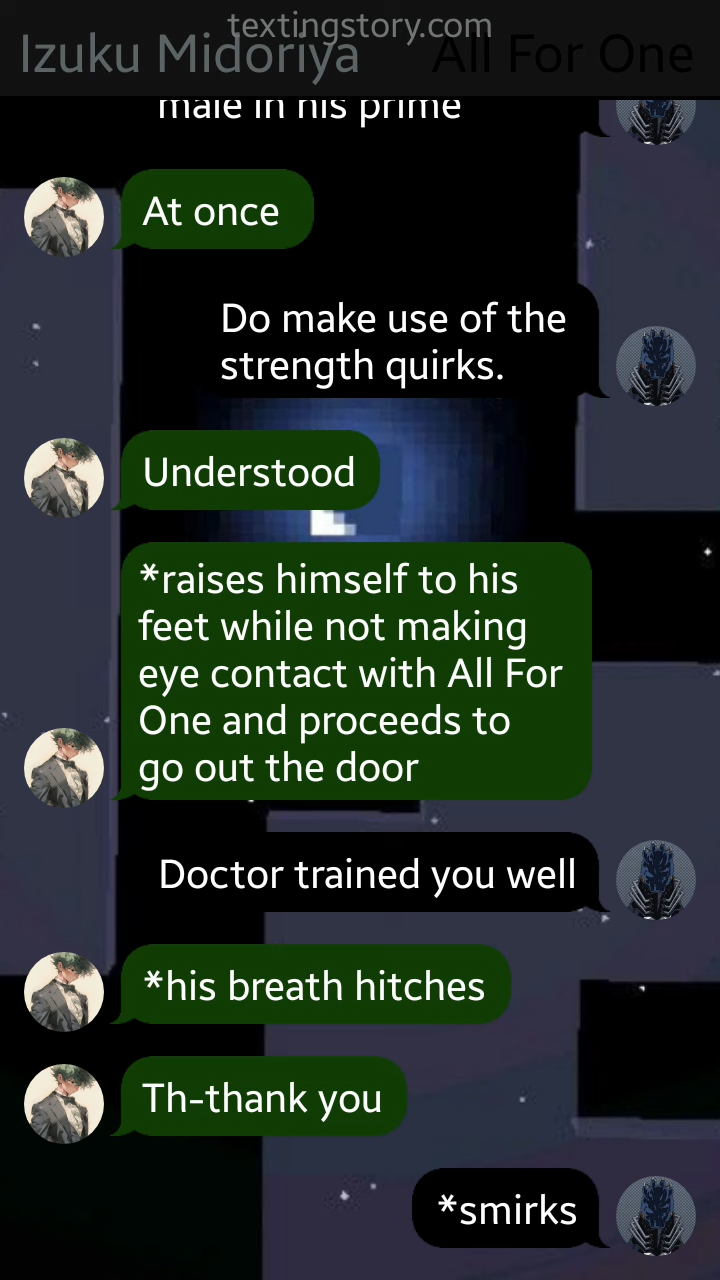 textingstory.com
Izuku Midoriya All For One
male in his prime
At once
Do make use of the
strength quirks.
Understood
*raises himself to his
feet while not making
eye contact with All For
One and proceeds to
go out the door
Doctor trained you well
*his breath hitches
Th-thank you
*smirks